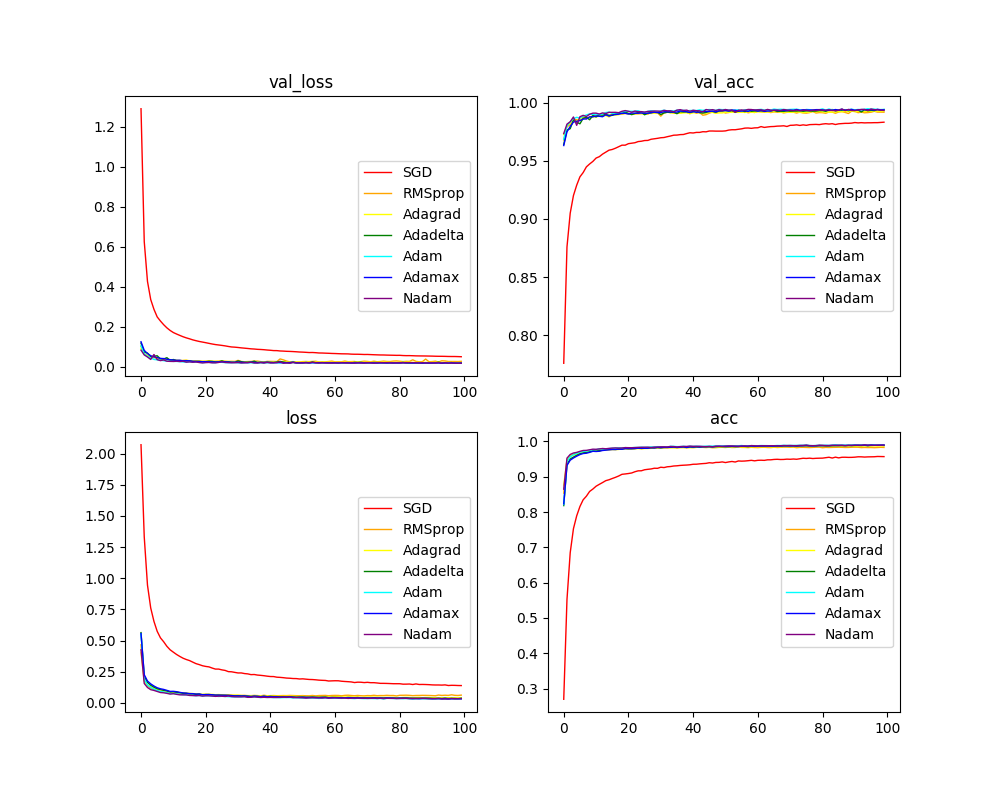 val_loss
1.2
1.0
0.8
0.6
0.4
0.2
0.0
0 20 40 60 80 100
SGD
RMSprop
Adagrad
Adadelta
Adam
Adamax
Nadam
val_acc
1.00
0.95
0.90
0.85
0.80
0 20 40 60 80 100
SGD
RMSprop
Adagrad
Adadelta
Adam
Adamax
Nadam
loss
2.00
1.75
1.50
1.25
1.00
0.75
0.50
0.25
0.00
0 20 40 60 80 100
SGD
RMSprop
Adagrad
Adadelta
Adam
Adamax
Nadam
acc
1.0
0.9
0.8
0.7
0.6
0.5
0.4
0.3
0 20 40 60 80 100
SGD
RMSprop
Adagrad
Adadelta
Adam
Adamax
Nadam